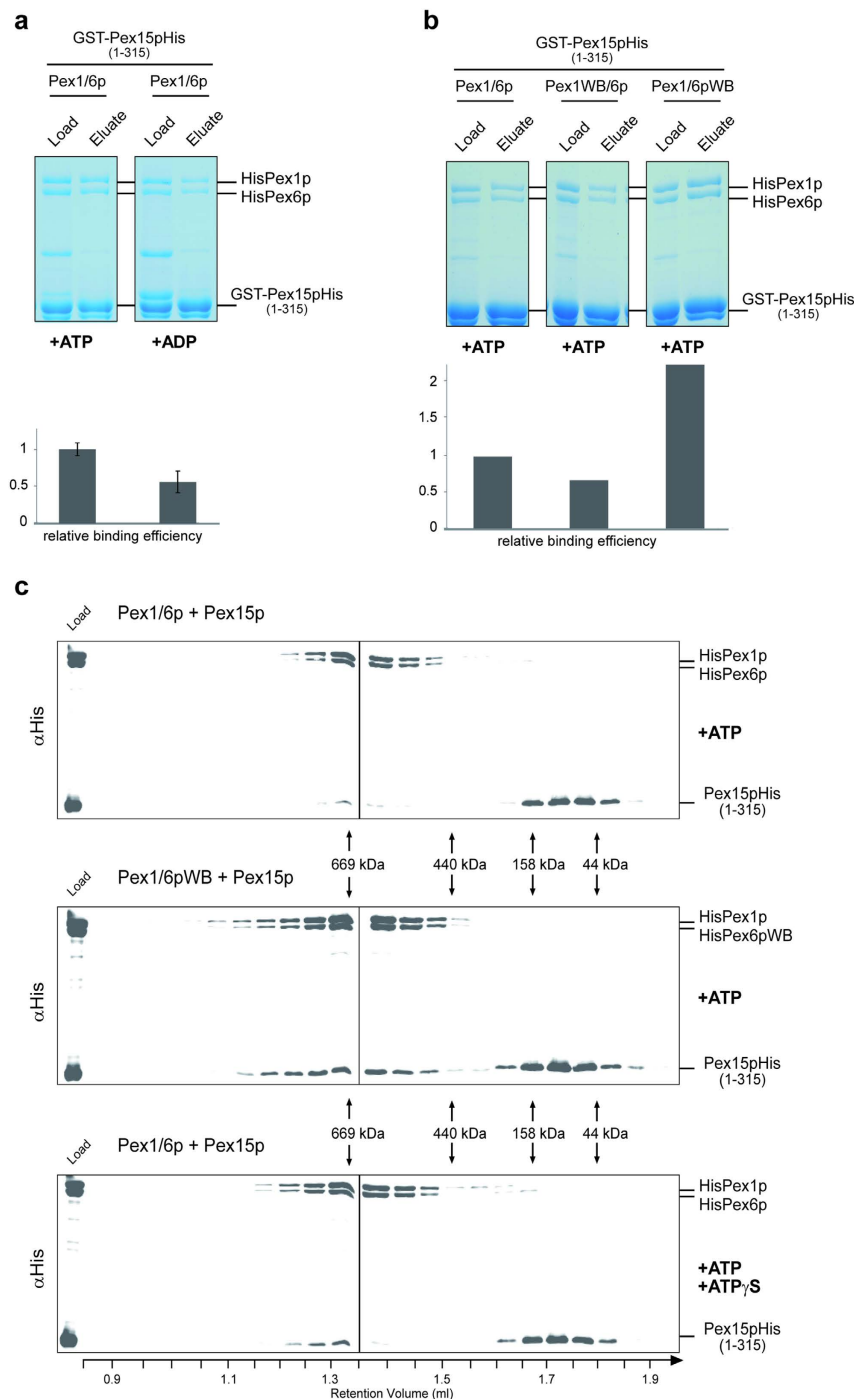 a
GST-Pex15pHis
(1-315)
Pex1/6p Pex1/6p
Load Eluate Load Eluate
HisPex1p
HisPex6p
GST-Pex15pHis
(1-315)
+ATP +ADP
1
0.5
0
relative binding efficiency
b
GST-Pex15pHis
(1-315)
Pex1/6p Pex1WB/6p Pex1/6pWB
Load Eluate Load Eluate Load Eluate
HisPex1p
HisPex6p
GST-Pex15pHis
(1-315)
+ATP +ATP +ATP
2
1.5
1
0.5
0
relative binding efficiency
c
Load Pex1/6p + Pex15p
αHis
HisPex1p
HisPex6p
+ATP
Pex15pHis
(1-315)
669 kDa 440 kDa 158 kDa 44 kDa
Load Pex1/6pWB + Pex15p
αHis
HisPex1p
HisPex6pWB
+ATP
Pex15pHis
(1-315)
669 kDa 440 kDa 158 kDa 44 kDa
Load Pex1/6p + Pex15p
αHis
HisPex1p
HisPex6p
+ATP
+ATPγS
Pex15pHis
(1-315)
0.9 1.1 1.3 1.5 1.7 1.9
Retention Volume (ml)